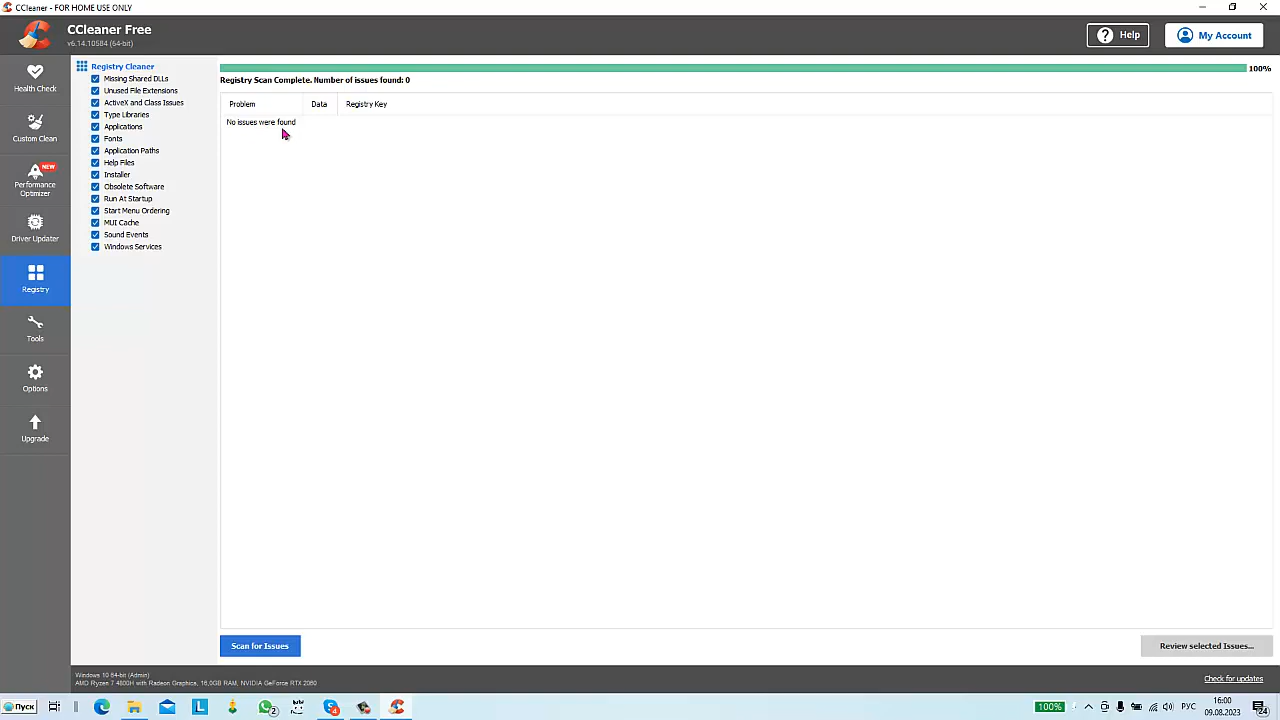 CCleaner - FOR HOME USE ONLY
CCleaner Free
v6.14.10584 (64-bit)
Help
My Account
Health Check
Custom Clean
NEW
Performance
Optimizer
Driver Updater
Registry
Tools
Options
Upgrade
Registry Cleaner
Missing Shared DLLs
Unused File Extensions
ActiveX and Class Issues
Type Libraries
Applications
Fonts
Application Paths
Help Files
Installer
Obsolete Software
Run At Startup
Start Menu Ordering
MUI Cache
Sound Events
Windows Services
100%
Registry Scan Complete. Number of issues found: 0
Problem Data Registry Key
No issues were found
Scan for Issues
Review selected Issues...
Windows 10 64-bit (Admin)
AMD Ryzen 7 4800H with Radeon Graphics, 16,0GB RAM, NVIDIA GeForce RTX 2060
Check for updates
Пуск
L
2
4
100%
РУС
16:00
09.08.2023
24